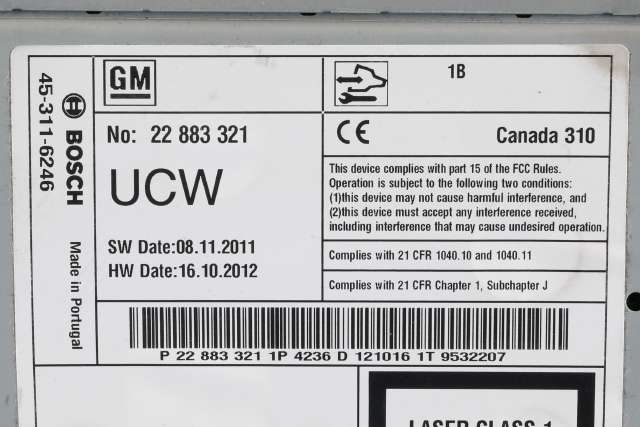 45-311-6246
BOSCH
Made in Portugal
GM
1B
No: 22 883 321
UCW
SW Date:08.11.2011
HW Date:16.10.2012
CE
Canada 310
This device complies with part 15 of the FCC Rules.
Operation is subject to the following two conditions:
(1)this device may not cause harmful interference, and
(2)this device must accept any interference received,
including interference that may cause undesired operation.
Complies with 21 CFR 1040.10 and 1040.11
Complies with 21 CFR Chapter 1, Subchapter J
P 22 883 321 1P 4236 D 121016 1T 9532207
LASER CLASS 1